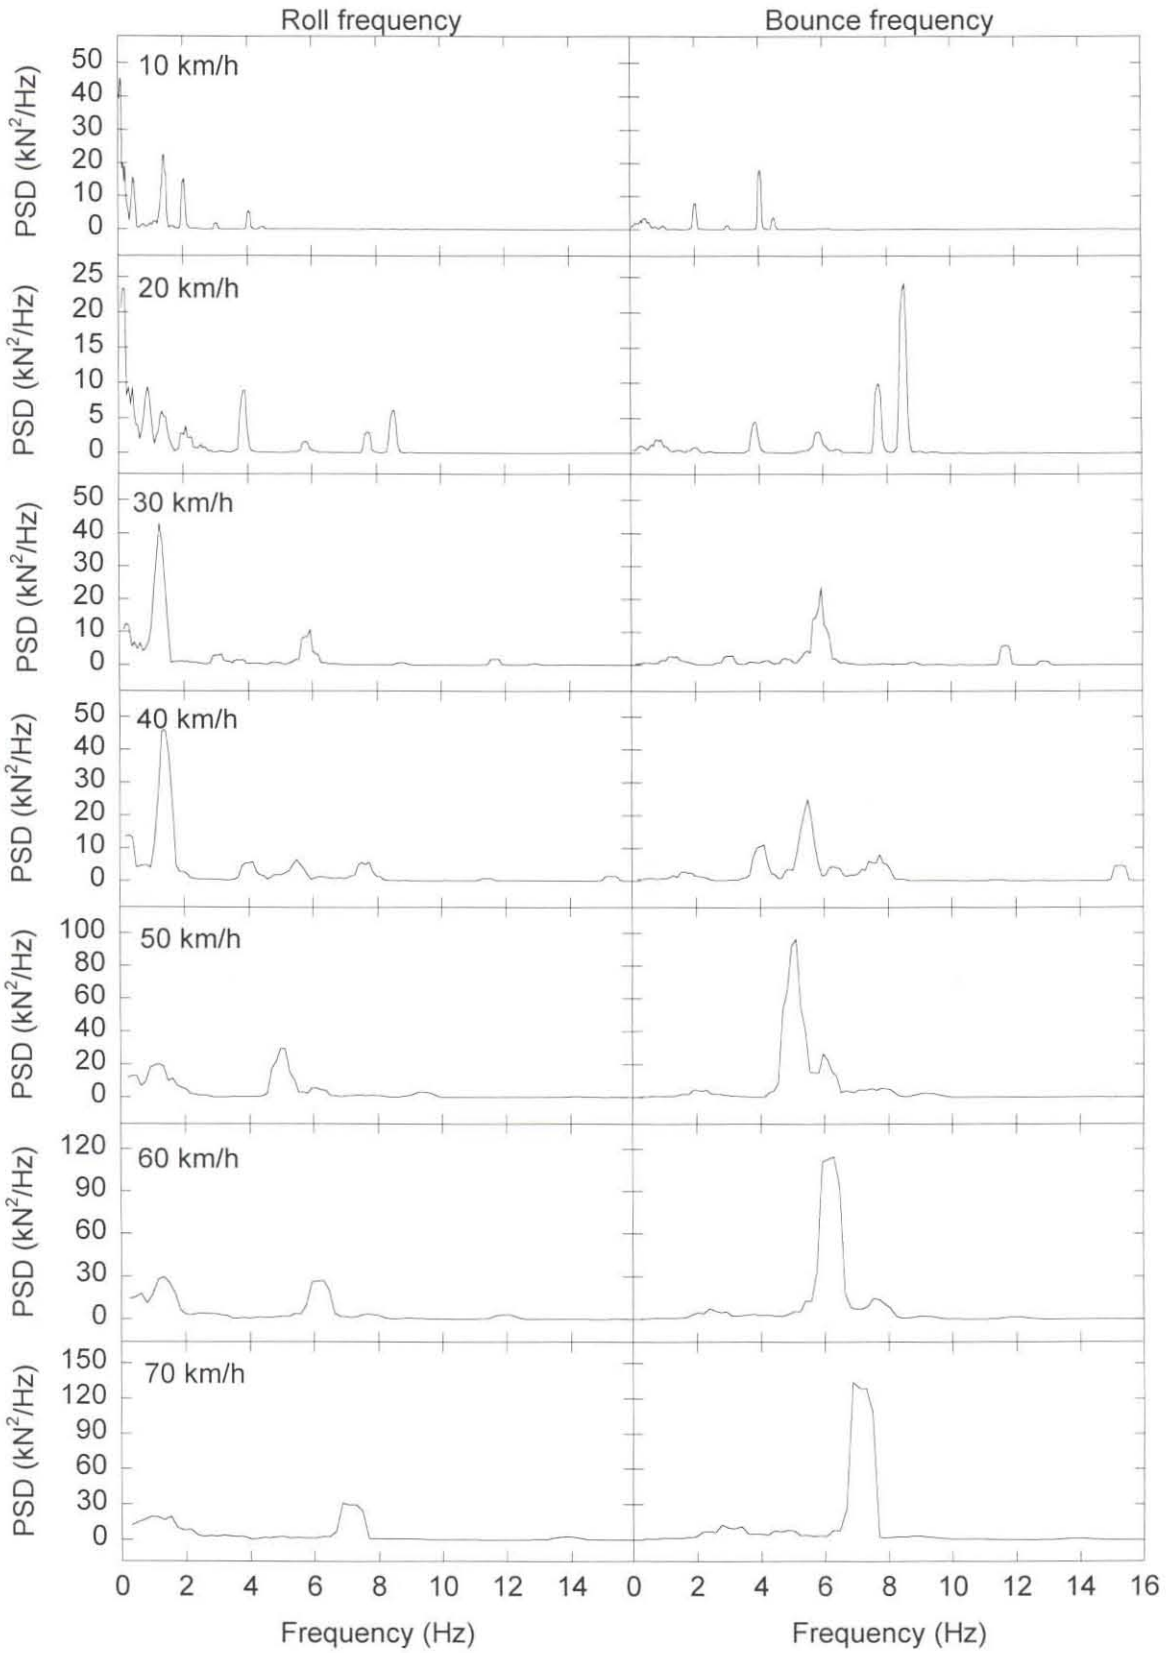 Roll frequency Bounce frequency
PSD (kN²/Hz)
50
40
30
20
10
0
10 km/h
PSD (kN²/Hz)
25
20
15
10
5
0
20 km/h
PSD (kN²/Hz)
50
40
30
20
10
0
30 km/h
PSD (kN²/Hz)
50
40
30
20
10
0
40 km/h
PSD (kN²/Hz)
100
80
60
40
20
0
50 km/h
PSD (kN²/Hz)
120
90
60
30
0
60 km/h
PSD (kN²/Hz)
150
120
90
60
30
0
70 km/h
0 2 4 6 8 10 12 14 0 2 4 6 8 10 12 14 16
Frequency (Hz) Frequency (Hz)